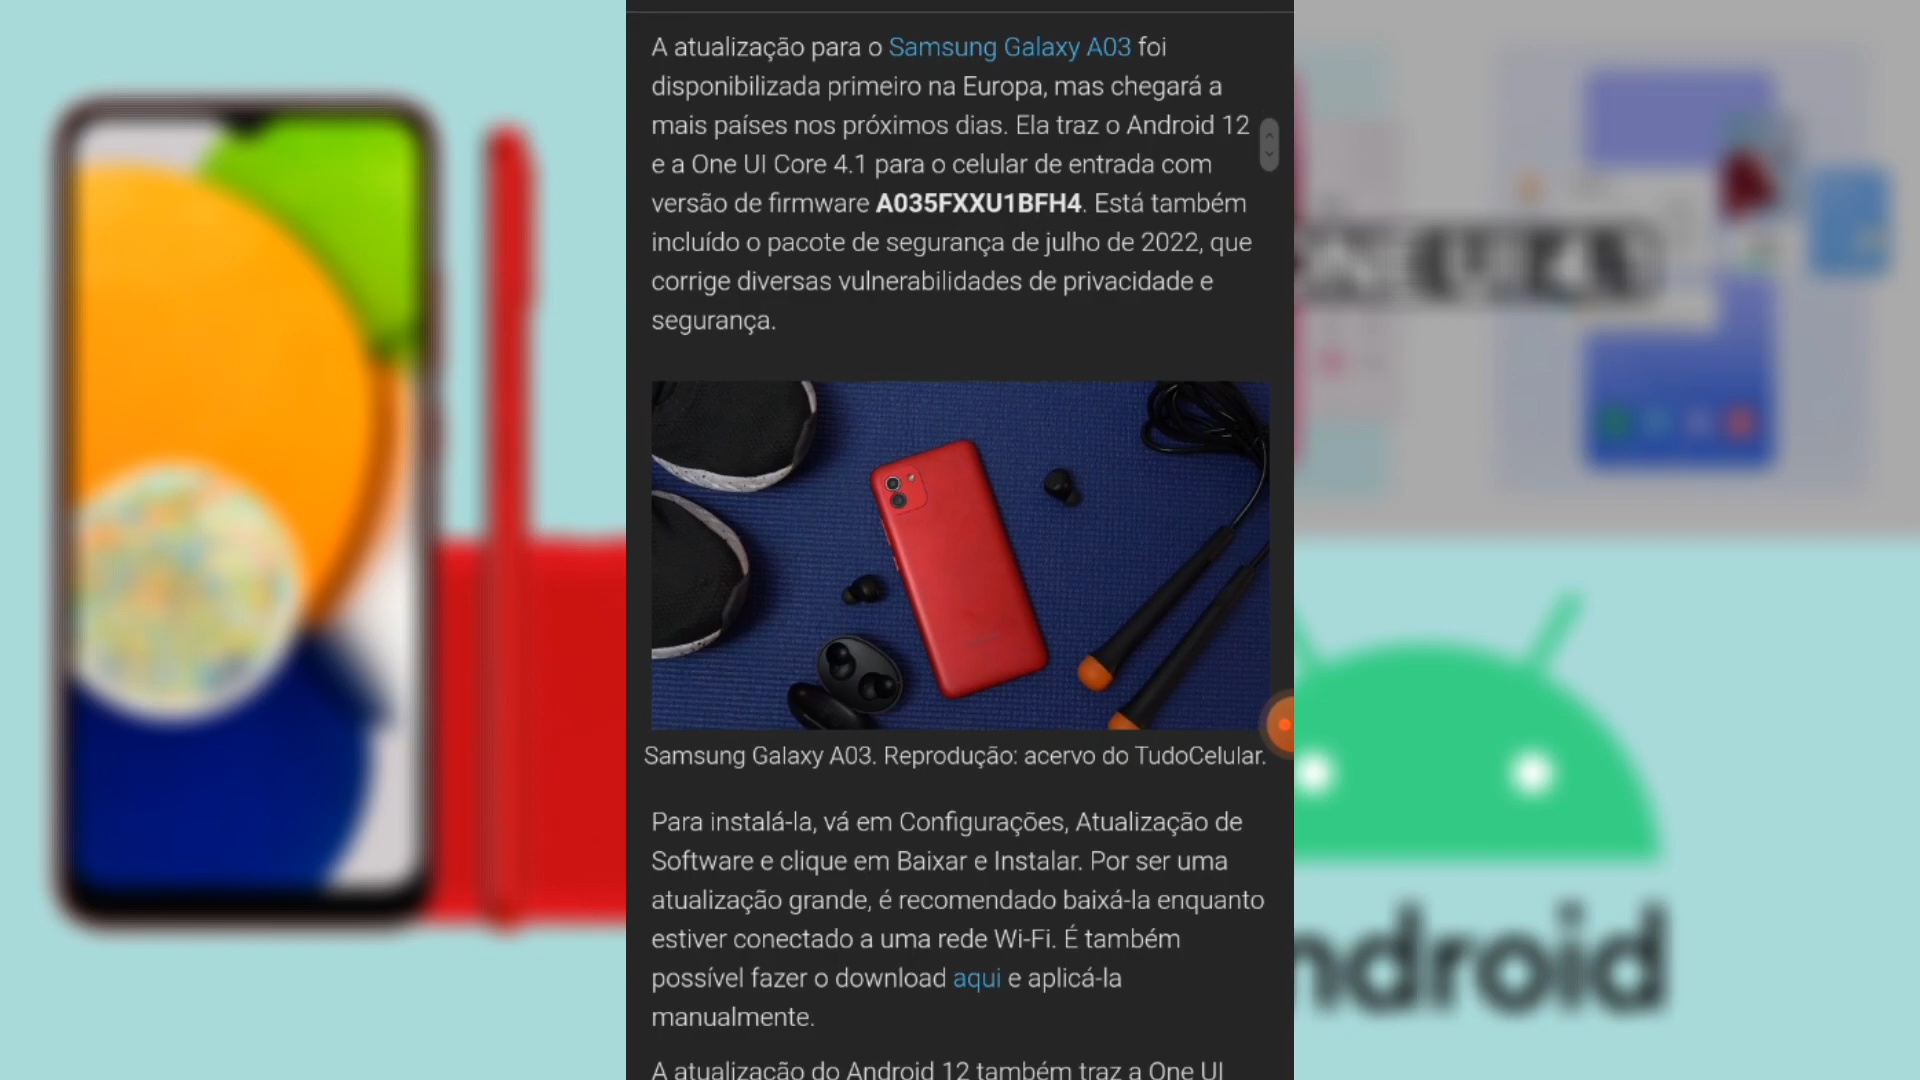 A atualização para o Samsung Galaxy A03 foi
disponibilizada primeiro na Europa, mas chegará a
mais países nos próximos dias. Ela traz o Android 12
e a One UI Core 4.1 para o celular de entrada com
versão de firmware A035FXXU1BFH4. Está também
incluído o pacote de segurança de julho de 2022, que
corrige diversas vulnerabilidades de privacidade e
segurança.
Samsung Galaxy A03. Reprodução: acervo do TudoCelular.
Para instalá-la, vá em Configurações, Atualização de
Software e clique em Baixar e Instalar. Por ser uma
atualização grande, é recomendado baixá-la enquanto
estiver conectado a uma rede Wi-Fi. É também
possível fazer o download aqui e aplicá-la
manualmente.
A atualização do Android 12 também traz a One UI
ndroid